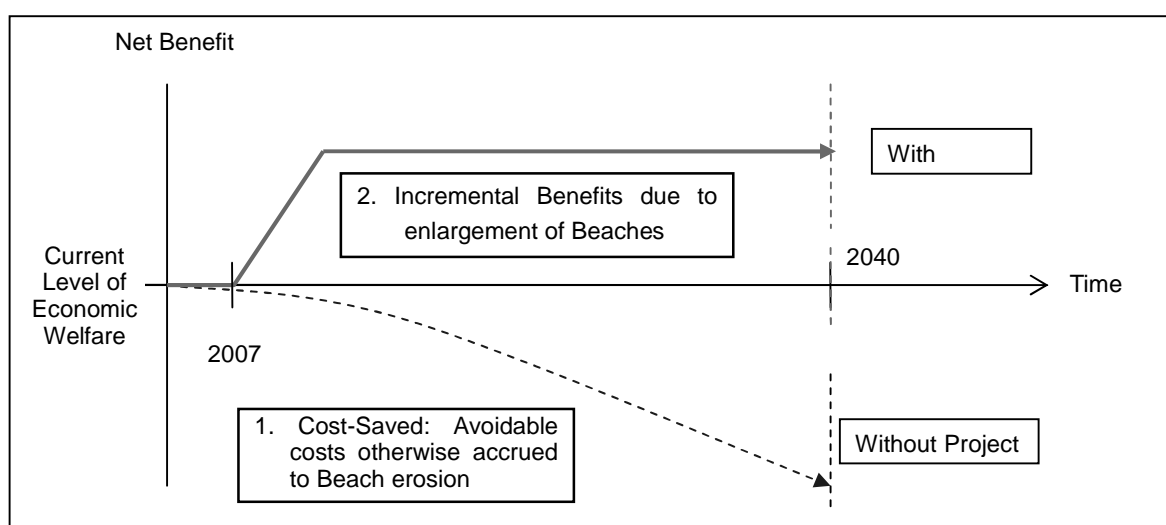 Net Benefit
With
2. Incremental Benefits due to
enlargement of Beaches
Current
Level of
Economic
Welfare
2040
Time
2007
1. Cost-Saved: Avoidable
costs otherwise accrued
to Beach erosion
Without Project